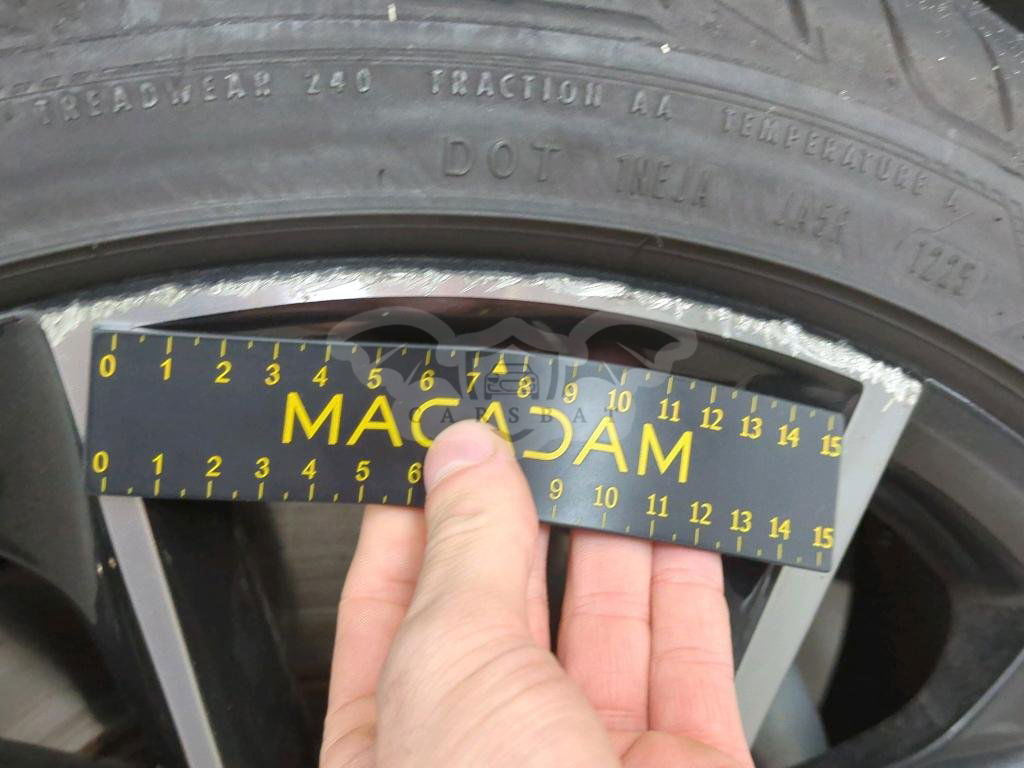 TREADWEAR 240 TRACTION AA TEMPERATURE A
DOT 1NEJA 1225
0 1 2 3 4 5 6 7 8 9 10 11 12 13 14 15
CARSBAT
MACADAM
0 1 2 3 4 5 6 9 10 11 12 13 14 15